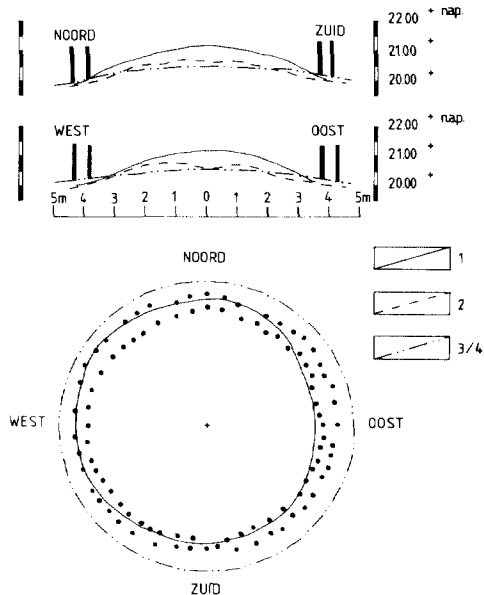 22.00 + nap.
NOORD ZUID
21.00 +
20.00 +
22.00 + nap.
WEST OOST
21.00 +
20.00 +
5m 4 3 2 1 0 1 2 3 4 5m
NOORD
1
2
3/4
WEST OOST
ZUID